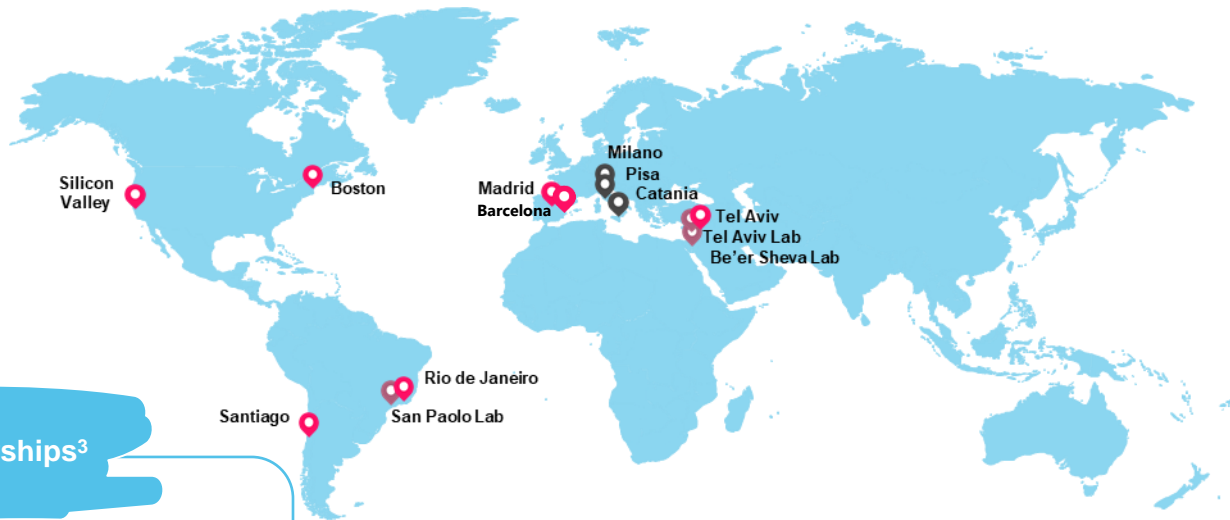 Milano
Pisa
Catania
Silicon
Valley
Boston
Madrid
Barcelona
Tel Aviv
Tel Aviv Lab
Be'er Sheva Lab
Rio de Janeiro
Santiago
San Paolo Lab
ships³